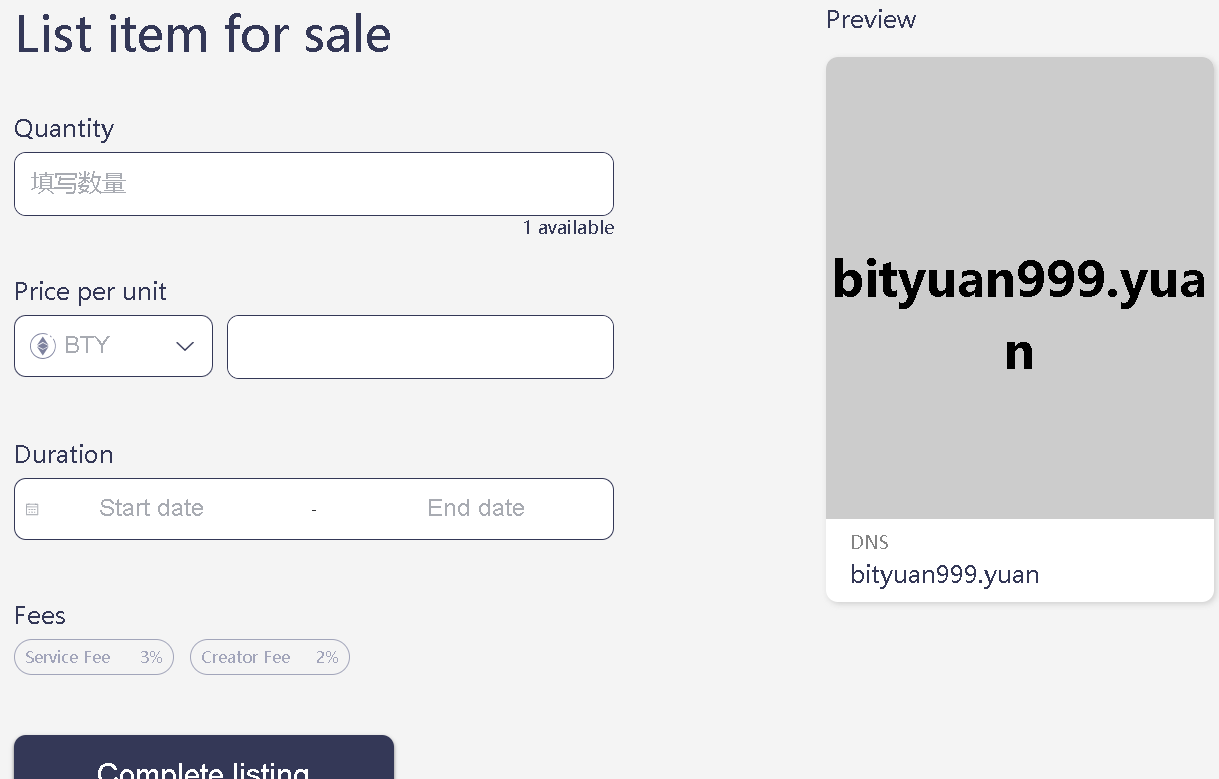 List item for sale
Quantity
填写数量
1 available
Price per unit
BTY
Duration
Start date - End date
Fees
Service Fee 3% Creator Fee 2%
Complete listing
Preview
bityuan999.yua
n
DNS
bityuan999.yuan